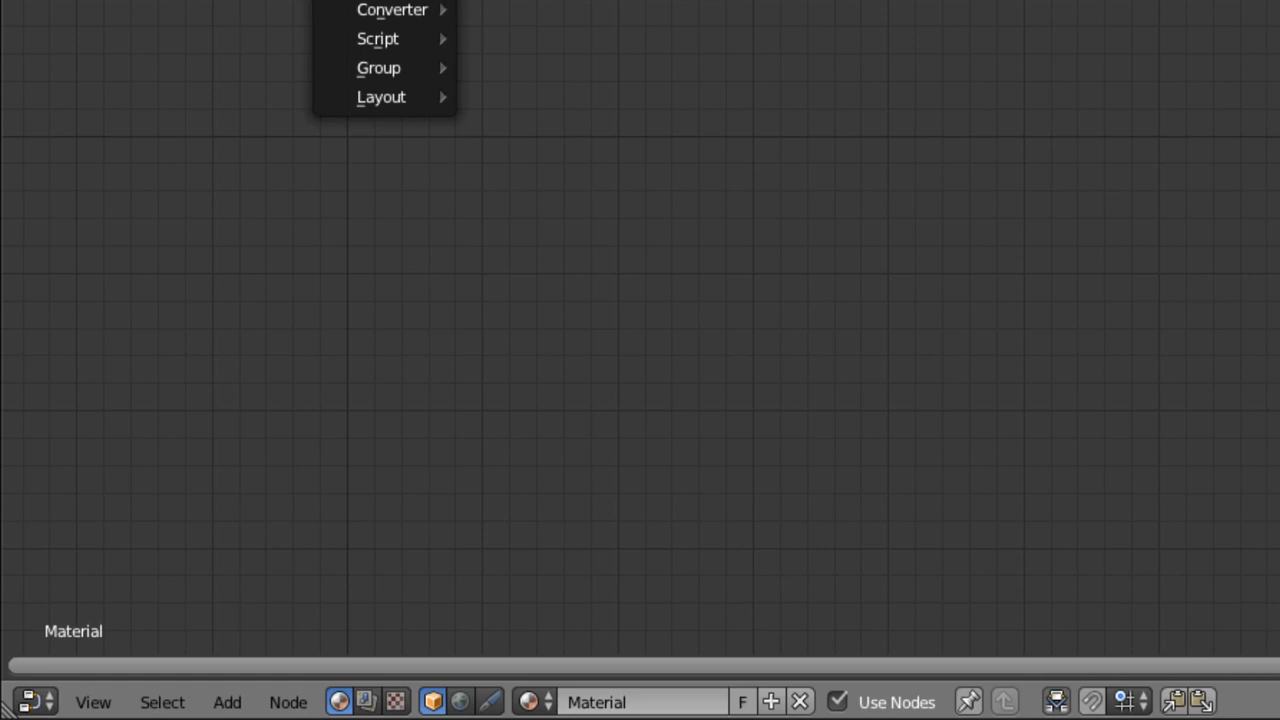 Converter
Script
Group
Layout
Material
View Select Add Node Material F Use Nodes